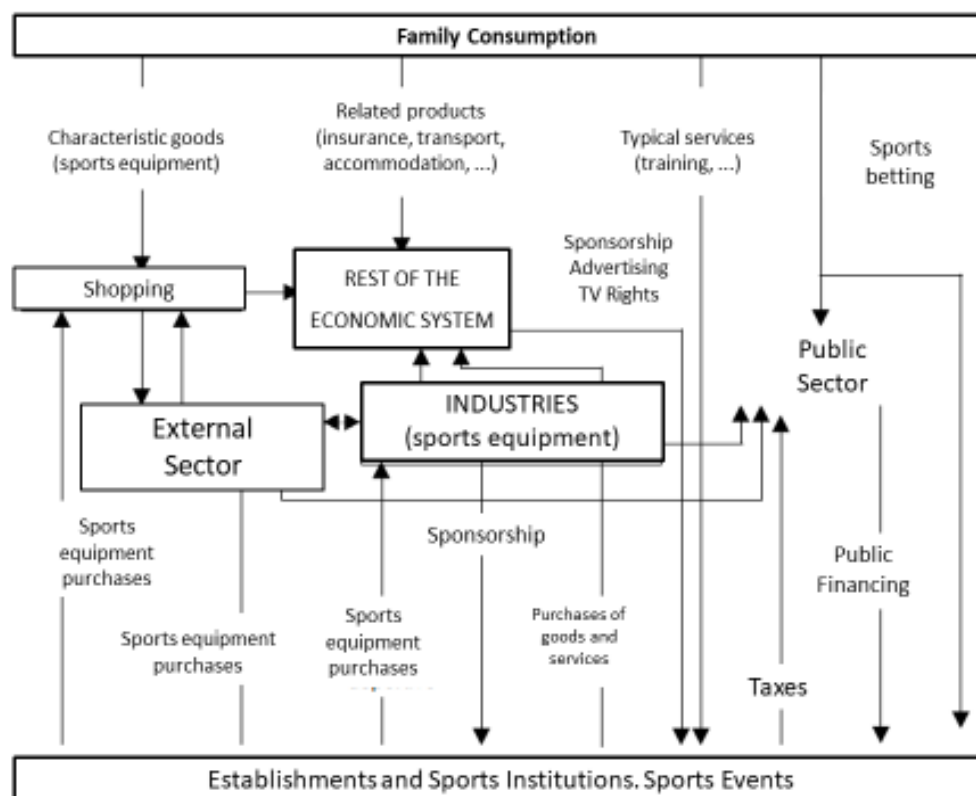 Family Consumption
Characteristic goods
(sports equipment)
Related products
(insurance, transport,
accommodation, ...)
Typical services
(training, ...)
Sports
betting
Sponsorship
Advertising
TV Rights
Shopping
REST OF THE
ECONOMIC SYSTEM
Public
Sector
External
Sector
INDUSTRIES
(sports equipment)
Sports
equipment
purchases
Sponsorship
Public
Financing
Sports equipment
purchases
Sports
equipment
purchases
Purchases of
goods and
services
Taxes
Establishments and Sports Institutions. Sports Events